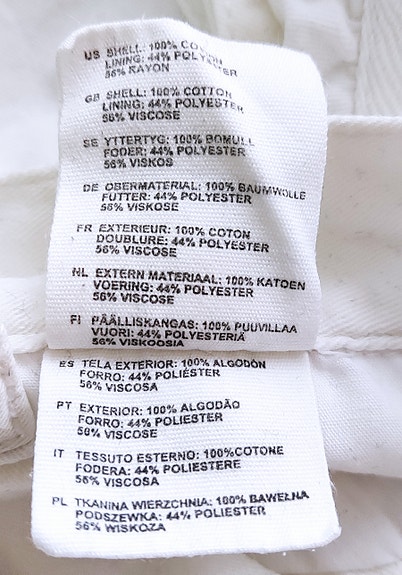 US SHELL: 100% COTTON
LINING: 44% POLYESTER
56% RAYON
GB SHELL: 100% COTTON
LINING: 44% POLYESTER
56% VISCOSE
SE YTTERTYG: 100% BOMULL
FODER: 44% POLYESTER
56% VISKOS
DE OBERMATERIAL: 100% BAUMWOLLE
FUTTER: 44% POLYESTER
56% VISKOSE
FR EXTERIEUR: 100% COTON
DOUBLURE: 44% POLYESTER
56% VISCOSE
NL EXTERN MATERIAAL: 100% KATOEN
VOERING: 44% POLYESTER
56% VISCOSE
FI PÄÄLLISKANGAS: 100% PUUVILLAA
VUORI: 44% POLYESTERIÄ
56% VISKOOSIA
ES TELA EXTERIOR: 100% ALGODÓN
FORRO: 44% POLIÉSTER
56% VISCOSA
PT EXTERIOR: 100% ALGODÃO
FORRO: 44% POLIESTER
56% VISCOSE
IT TESSUTO ESTERNO: 100%COTONE
FODERA: 44% POLIESTERE
56% VISCOSA
PL TKANINA WIERZCHNIA: 100% BAWEŁNA
PODSZEWKA: 44% POLIESTER
56% WISKOZA